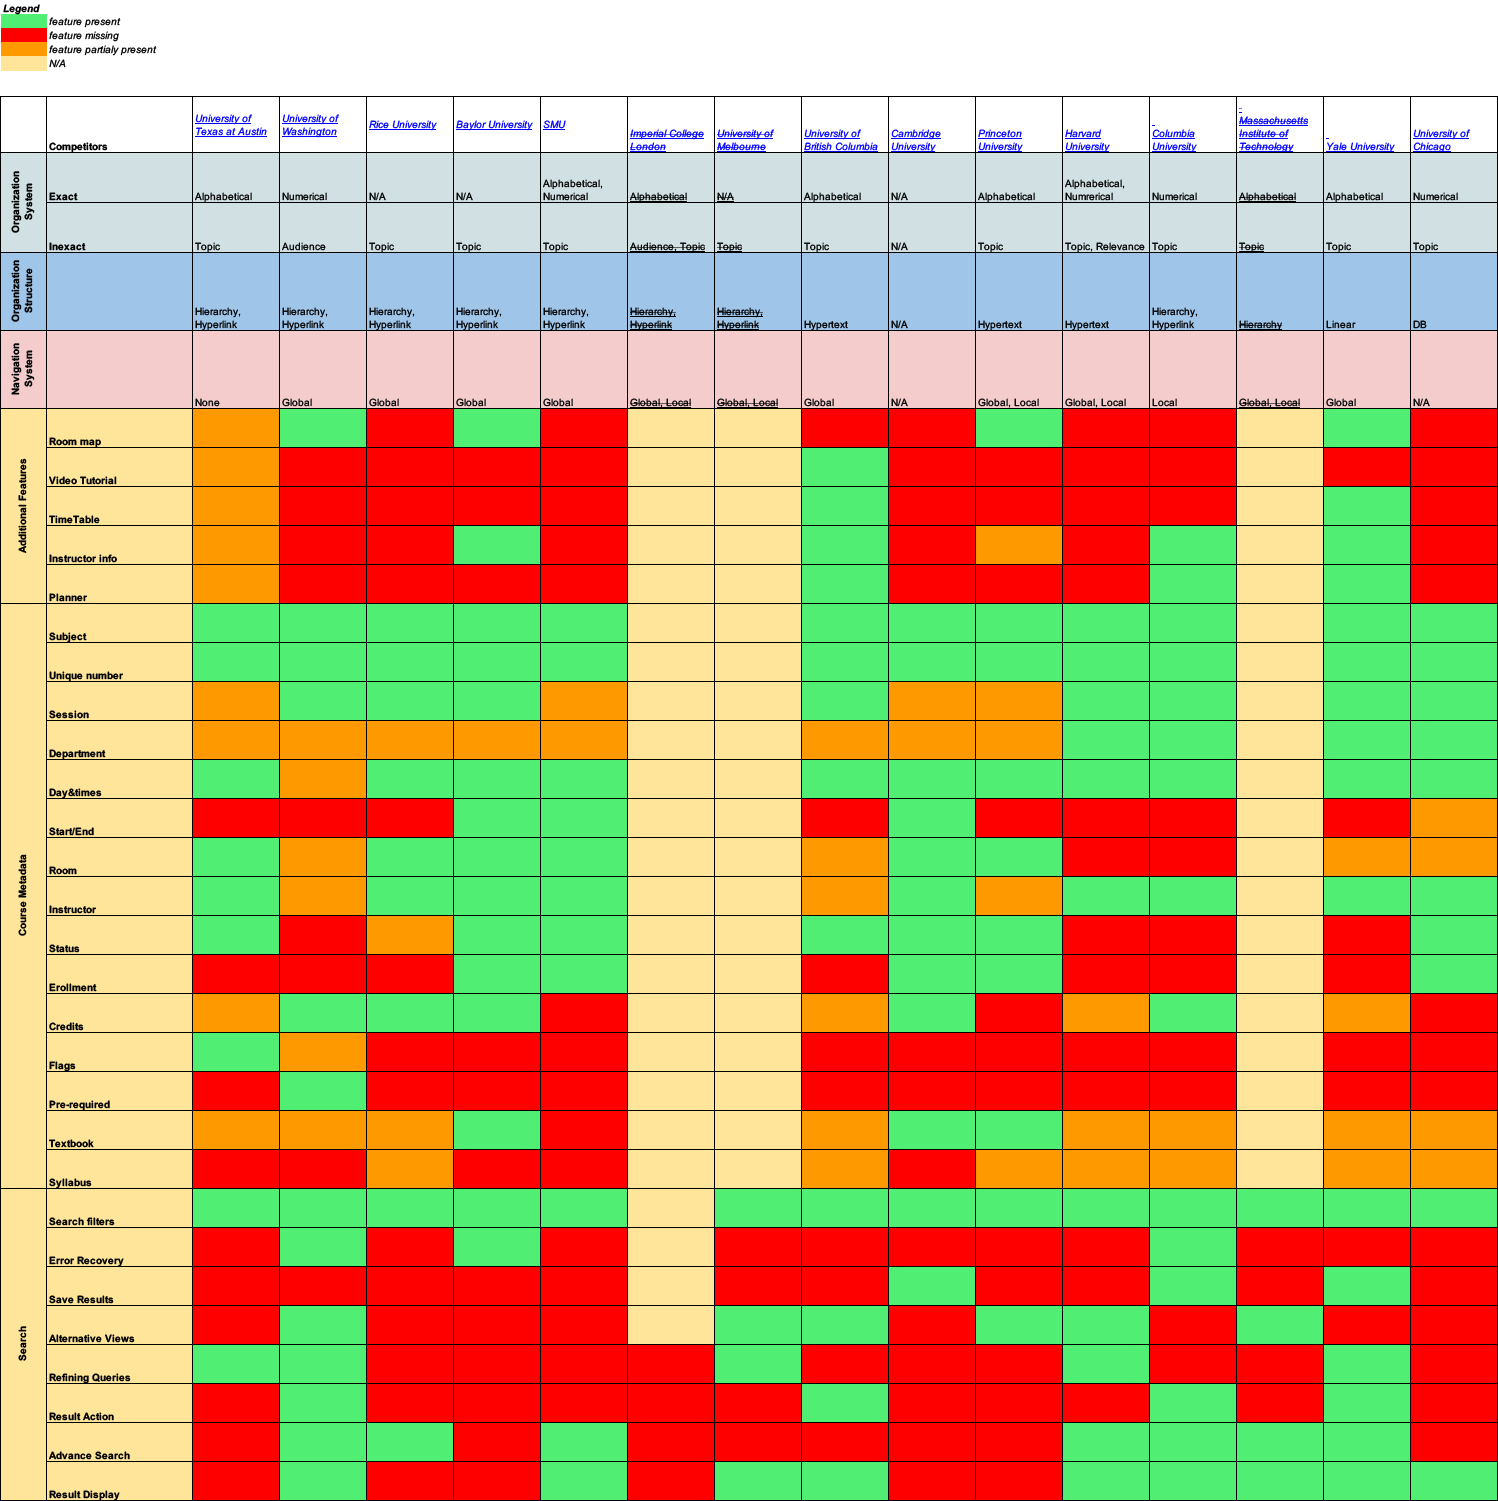 Legend
feature present
feature missing
feature partialy present
N/A
Competitors
University of
Texas at Austin
University of
Washington
Rice University
Baylor University
SMU
Imperial College
London
University of
Melbourne
University of
British Columbia
Cambridge
University
Princeton
University
Harvard
University
Columbia
University
Massachusetts
Institute of
Technology
Yale University
University of
Chicago
Organization
System
Exact
Alphabetical
Numerical
N/A
N/A
Alphabetical,
Numerical
Alphabetical
N/A
Alphabetical
N/A
Alphabetical
Alphabetical,
Numrerical
Numerical
Alphabetical
Alphabetical
Numerical
Inexact
Topic
Audience
Topic
Topic
Topic
Audience, Topic
Topic
Topic
N/A
Topic
Topic, Relevance
Topic
Topic
Topic
Topic
Organization
Structure
Hierarchy,
Hyperlink
Hierarchy,
Hyperlink
Hierarchy,
Hyperlink
Hierarchy,
Hyperlink
Hierarchy,
Hyperlink
Hierarchy,
Hyperlink
Hierarchy,
Hyperlink
Hypertext
N/A
Hypertext
Hypertext
Hierarchy,
Hyperlink
Hierarchy
Linear
DB
Navigation
System
None
Global
Global
Global
Global
Global, Local
Global, Local
Global
N/A
Global, Local
Global, Local
Local
Global, Local
Global
N/A
Additional Features
Room map
Video Tutorial
TimeTable
Instructor info
Planner
Course Metadata
Subject
Unique number
Session
Department
Day&times
Start/End
Room
Instructor
Status
Erollment
Credits
Flags
Pre-required
Textbook
Syllabus
Search
Search filters
Error Recovery
Save Results
Alternative Views
Refining Queries
Result Action
Advance Search
Result Display